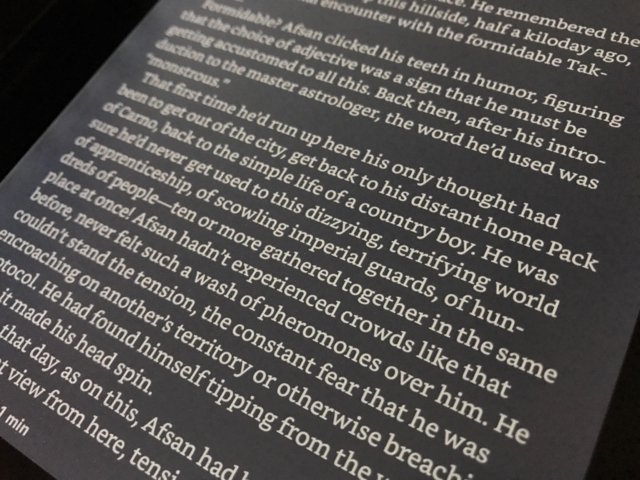 this hillside, half a kiloday ago,
encounter with the formidable Tak-
formidable? Afsan clicked his teeth in humor, figuring
that the choice of adjective was a sign that he must be
getting accustomed to all this. Back then, after his intro-
duction to the master astrologer, the word he'd used was
"monstrous."
That first time he'd run up here his only thought had
been to get out of the city, get back to his distant home Pack
of Carno, back to the simple life of a country boy. He was
sure he'd never get used to this dizzying, terrifying world
of apprenticeship, of scowling imperial guards, of hun-
dreds of people—ten or more gathered together in the same
place at once! Afsan hadn't experienced crowds like that
before, never felt such a wash of pheromones over him. He
couldn't stand the tension, the constant fear that he was
encroaching on another's territory or otherwise breachi
otocol. He had found himself tipping from the
it made his head spin.
that day, as on this, Afsan had
view from here, tensi
1 min